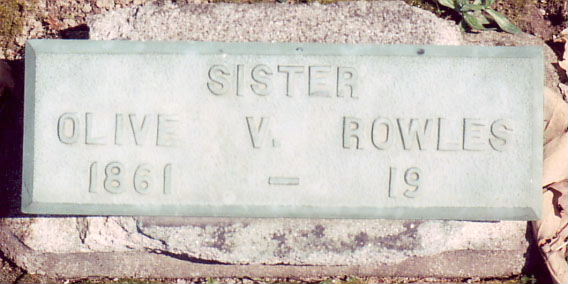 SISTER
OLIVE V. ROWLES
1861 — 19